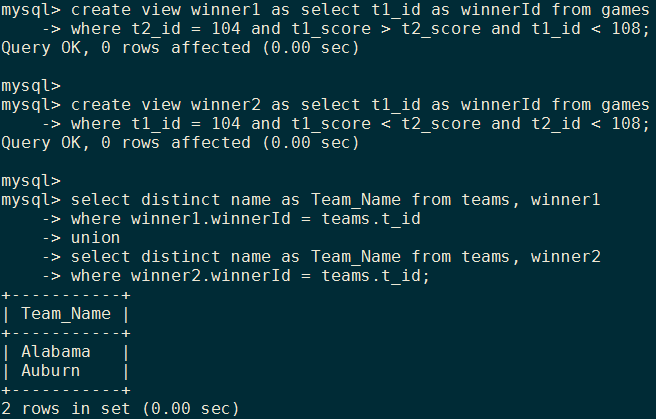 mysql> create view winner1 as select t1_id as winnerId from games
    -> where t2_id = 104 and t1_score > t2_score and t1_id < 108;
Query OK, 0 rows affected (0.00 sec)

mysql>
mysql> create view winner2 as select t1_id as winnerId from games
    -> where t1_id = 104 and t1_score < t2_score and t2_id < 108;
Query OK, 0 rows affected (0.00 sec)

mysql>
mysql> select distinct name as Team_Name from teams, winner1
    -> where winner1.winnerId = teams.t_id
    -> union
    -> select distinct name as Team_Name from teams, winner2
    -> where winner2.winnerId = teams.t_id;
+-----------+
| Team_Name |
+-----------+
| Alabama   |
| Auburn    |
+-----------+
2 rows in set (0.00 sec)